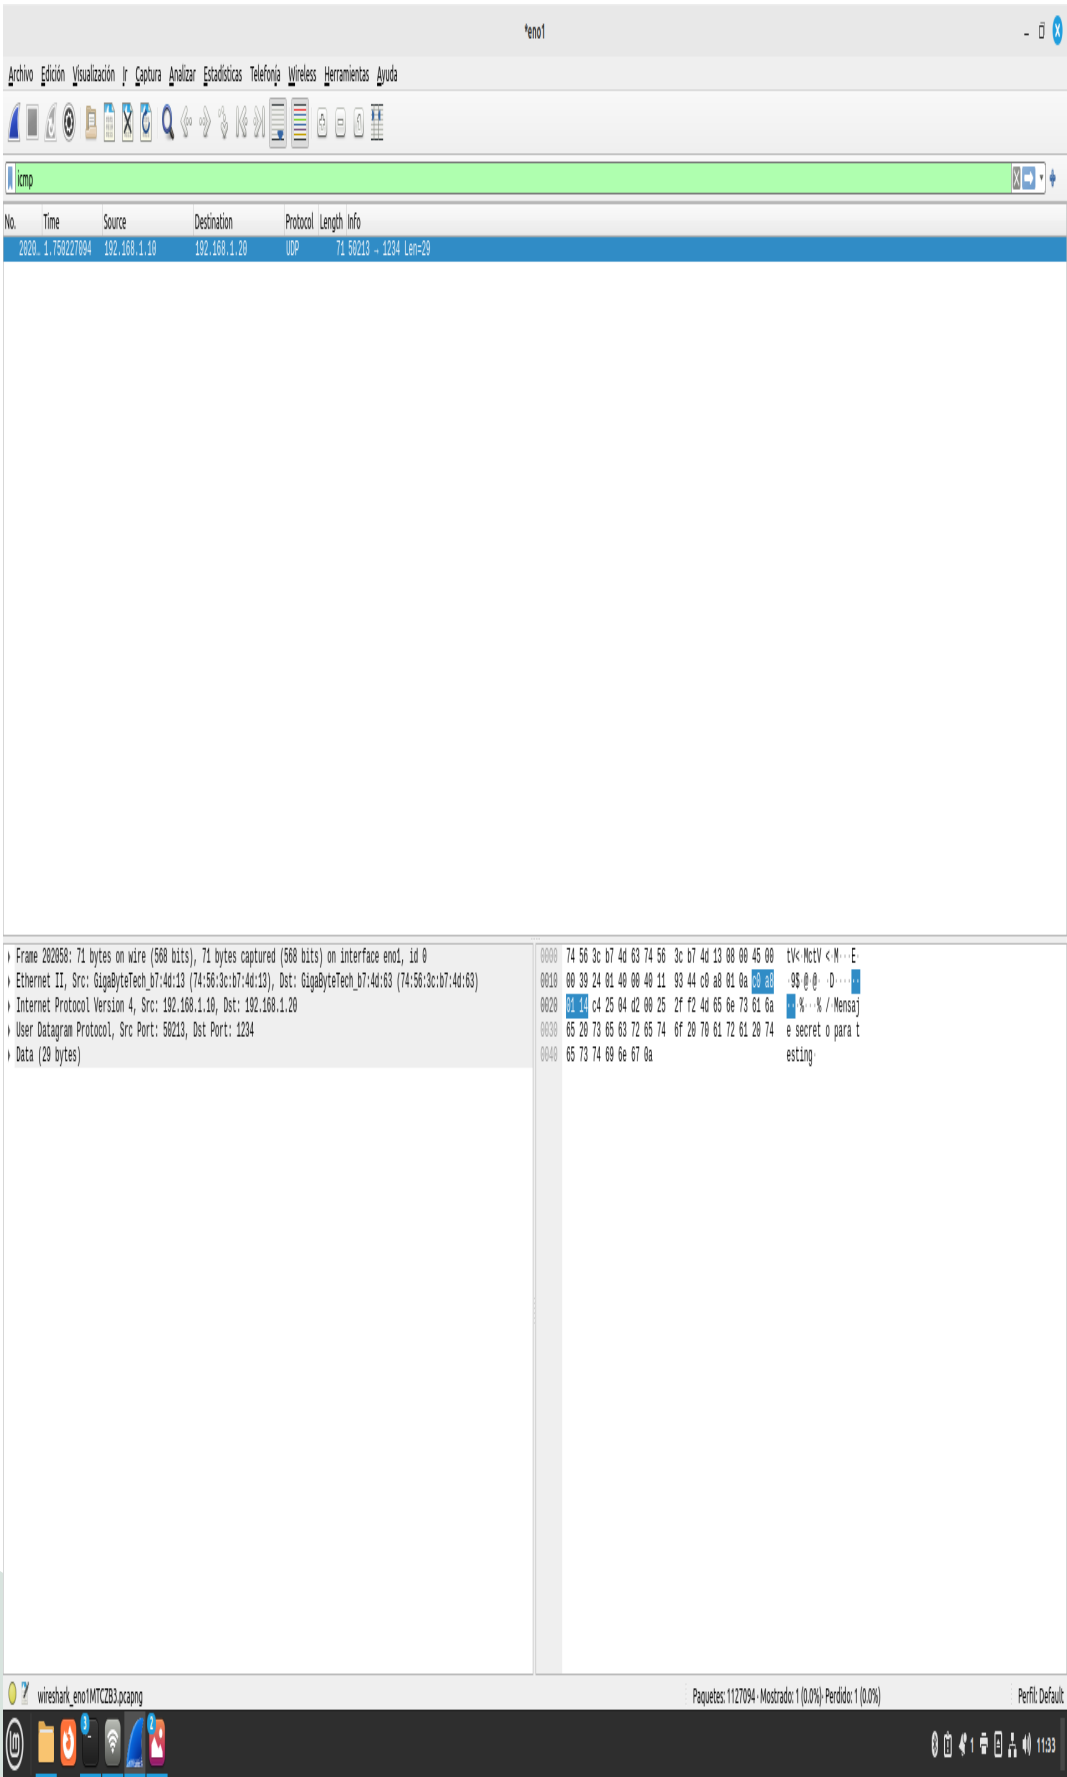 *eno1
Archivo Edición Visualización Ir Captura Analizar Estadísticas Telefonía Wireless Herramientas Ayuda
icmp
No. Time Source Destination Protocol Length Info
2020… 1.758227094 192.168.1.10 192.168.1.20 UDP 71 50213 → 1234 Len=29
Frame 202058: 71 bytes on wire (568 bits), 71 bytes captured (568 bits) on interface eno1, id 0
Ethernet II, Src: GigaByteTech_b7:4d:13 (74:56:3c:b7:4d:13), Dst: GigaByteTech_b7:4d:63 (74:56:3c:b7:4d:63)
Internet Protocol Version 4, Src: 192.168.1.10, Dst: 192.168.1.20
User Datagram Protocol, Src Port: 50213, Dst Port: 1234
Data (29 bytes)
0000 74 56 3c b7 4d 63 74 56 3c b7 4d 13 08 00 45 00 tV<·MctV <·M···E·
0010 00 39 24 01 40 00 40 11 93 44 c0 a8 01 0a c0 a8 ·9$·@·@· ·D······
0020 01 14 c4 25 04 d2 00 25 2f f2 4d 65 6e 73 61 6a ···%···% /·Mensaj
0030 65 20 73 65 63 72 65 74 6f 20 70 61 72 61 20 74 e secret o para t
0040 65 73 74 69 6e 67 0a esting·
wireshark_eno1MTCZB3.pcapng Paquetes: 1127094 · Mostrado: 1 (0.0%) · Perdido: 1 (0.0%) Perfil: Default
3 2 1 11:33